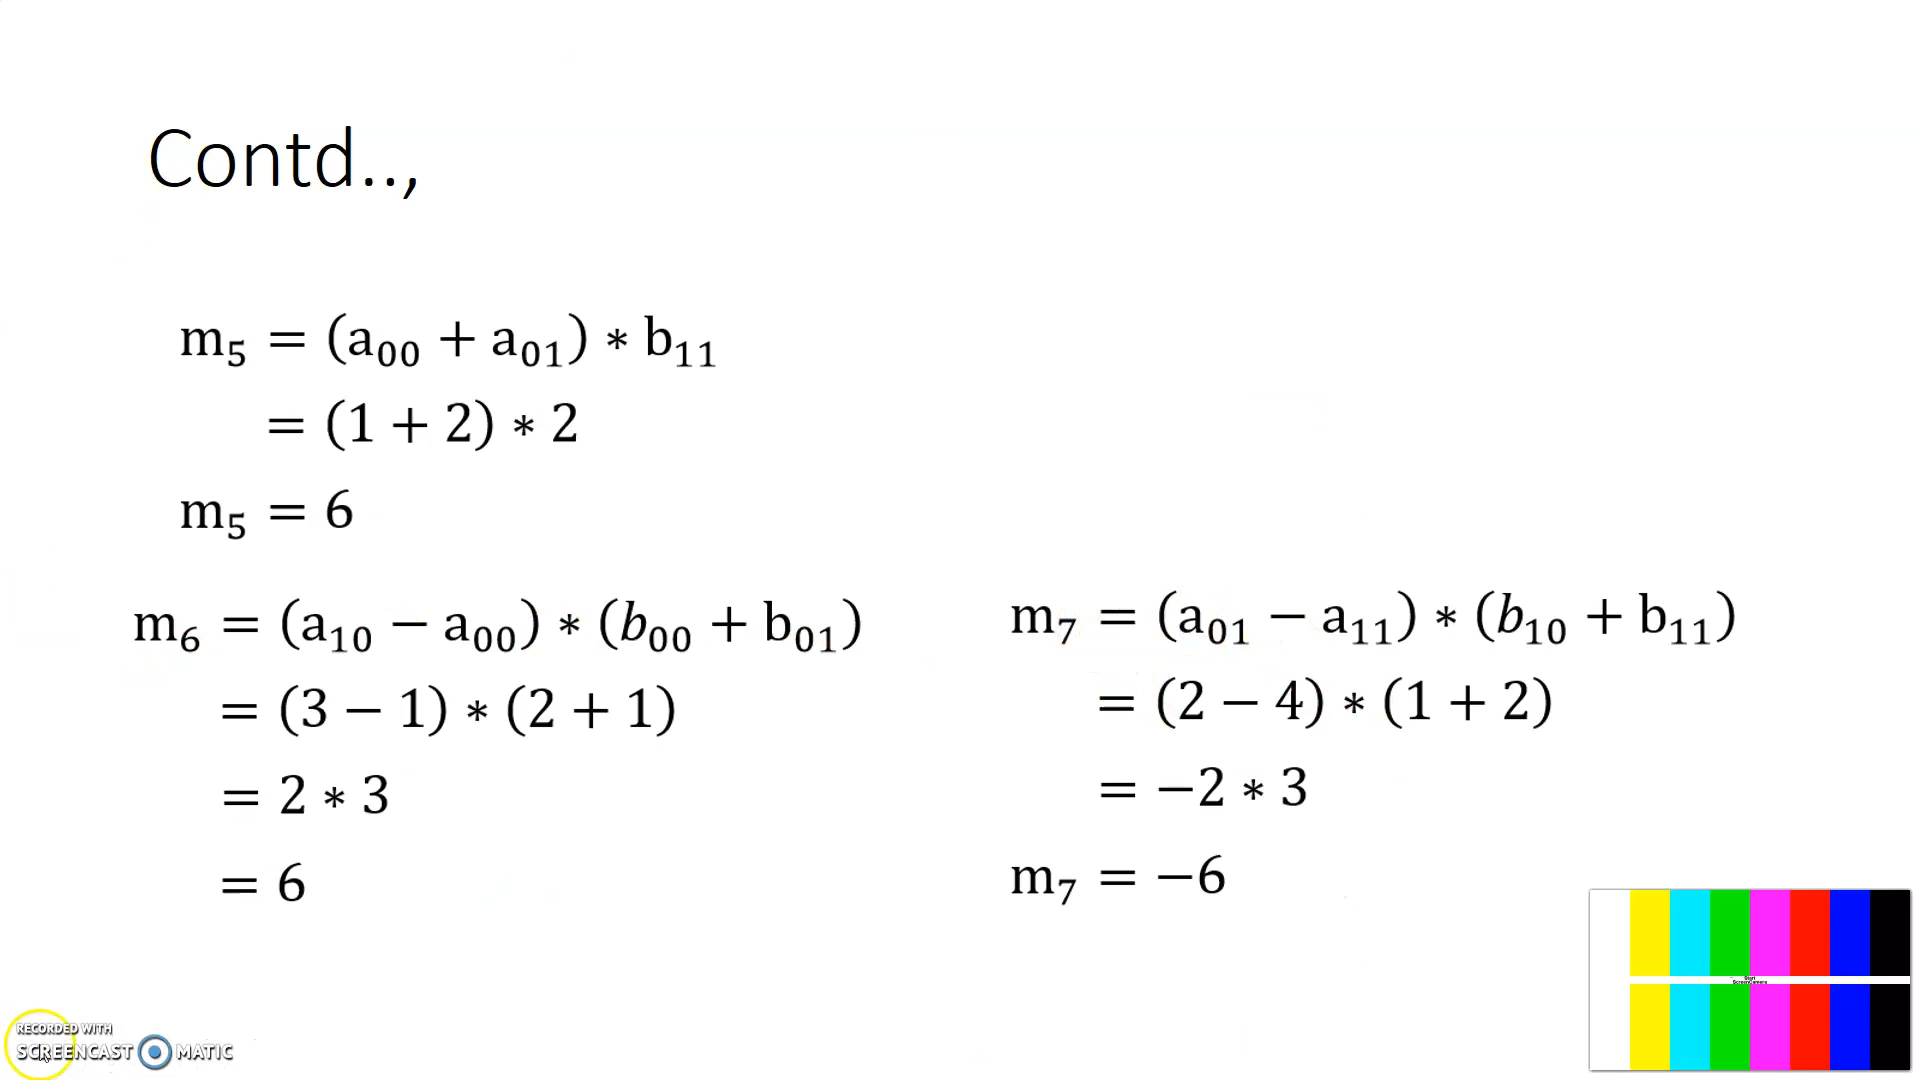 Contd..,
m₅ = (a₀₀ + a₀₁) ∗ b₁₁
= (1 + 2) ∗ 2
m₅ = 6
m₆ = (a₁₀ − a₀₀) ∗ (b₀₀ + b₀₁)
= (3 − 1) ∗ (2 + 1)
= 2 ∗ 3
= 6
m₇ = (a₀₁ − a₁₁) ∗ (b₁₀ + b₁₁)
= (2 − 4) ∗ (1 + 2)
= −2 ∗ 3
m₇ = −6
Start
ScreenCamera
RECORDED WITH
SCREENCAST MATIC